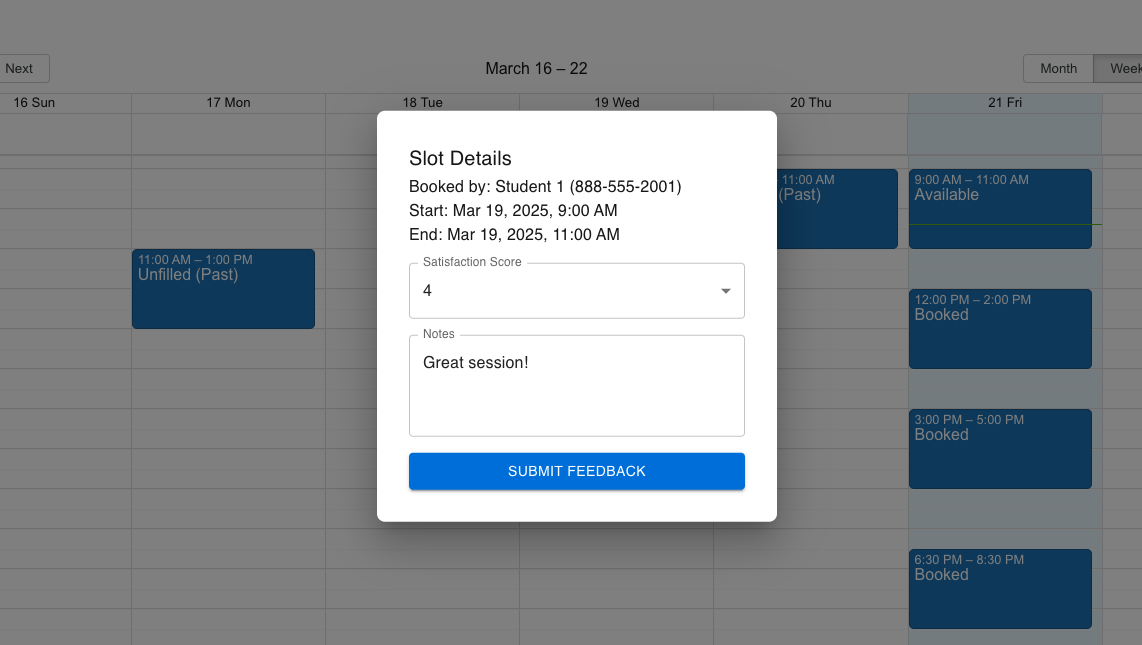 Next
March 16 – 22
Month
Week
16 Sun
17 Mon
18 Tue
19 Wed
20 Thu
21 Fri
11:00 AM – 1:00 PM
Unfilled (Past)
Slot Details
Booked by: Student 1 (888-555-2001)
Start: Mar 19, 2025, 9:00 AM
End: Mar 19, 2025, 11:00 AM
Satisfaction Score
4
Notes
Great session!
SUBMIT FEEDBACK
11:00 AM
(Past)
9:00 AM – 11:00 AM
Available
12:00 PM – 2:00 PM
Booked
3:00 PM – 5:00 PM
Booked
6:30 PM – 8:30 PM
Booked